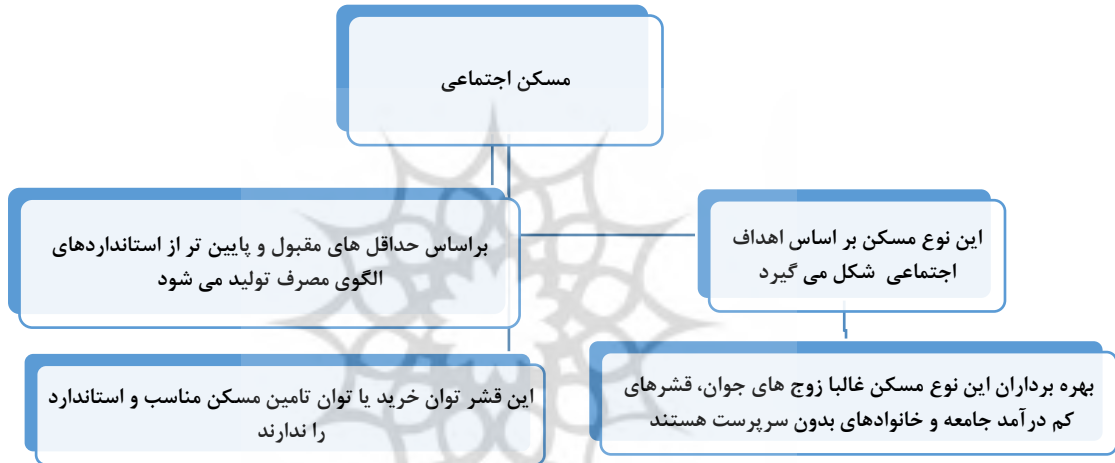 مسکن اجتماعی
این نوع مسکن بر اساس اهداف
اجتماعی شکل می گیرد
براساس حداقل های مقبول و پایین تر از استانداردهای
الگوی مصرف تولید می شود
بهره برداران این نوع مسکن غالبا زوج های جوان، قشرهای
کم درآمد جامعه و خانوادهای بدون سرپرست هستند
این قشر توان خرید یا توان تامین مسکن مناسب و استاندارد
را ندارند